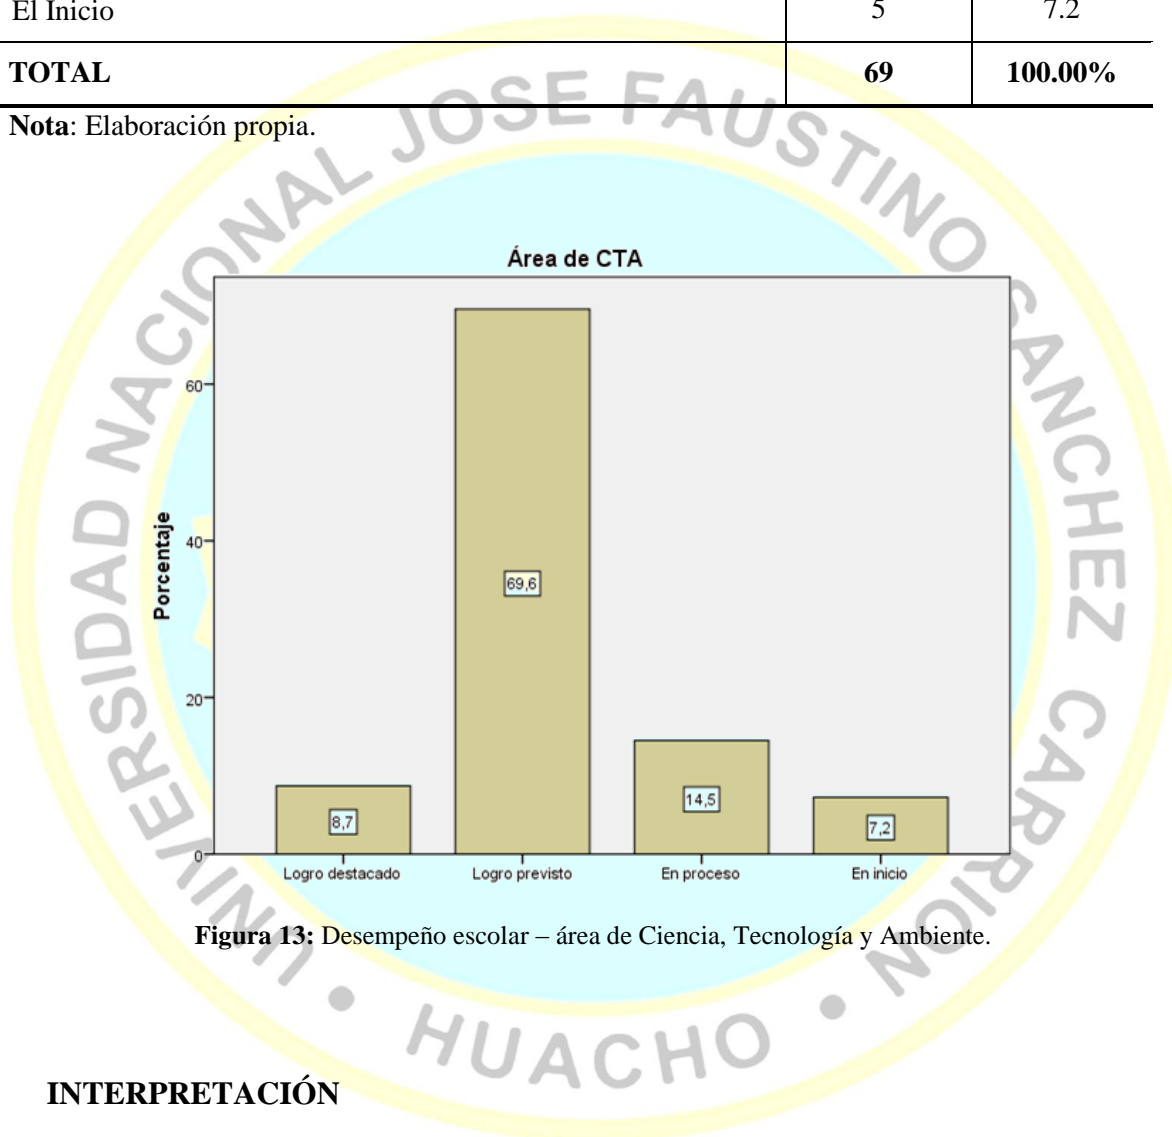 El Inicio 5 7.2
TOTAL 69 100.00%
Nota: Elaboración propia.
UNIVERSIDAD NACIONAL JOSE FAUSTINO SANCHEZ CARRION
• HUACHO •
Área de CTA
Porcentaje
60
40
20
0
69,6
8,7
14,5
7,2
Logro destacado Logro previsto En proceso En inicio
Figura 13: Desempeño escolar – área de Ciencia, Tecnología y Ambiente.
INTERPRETACIÓN